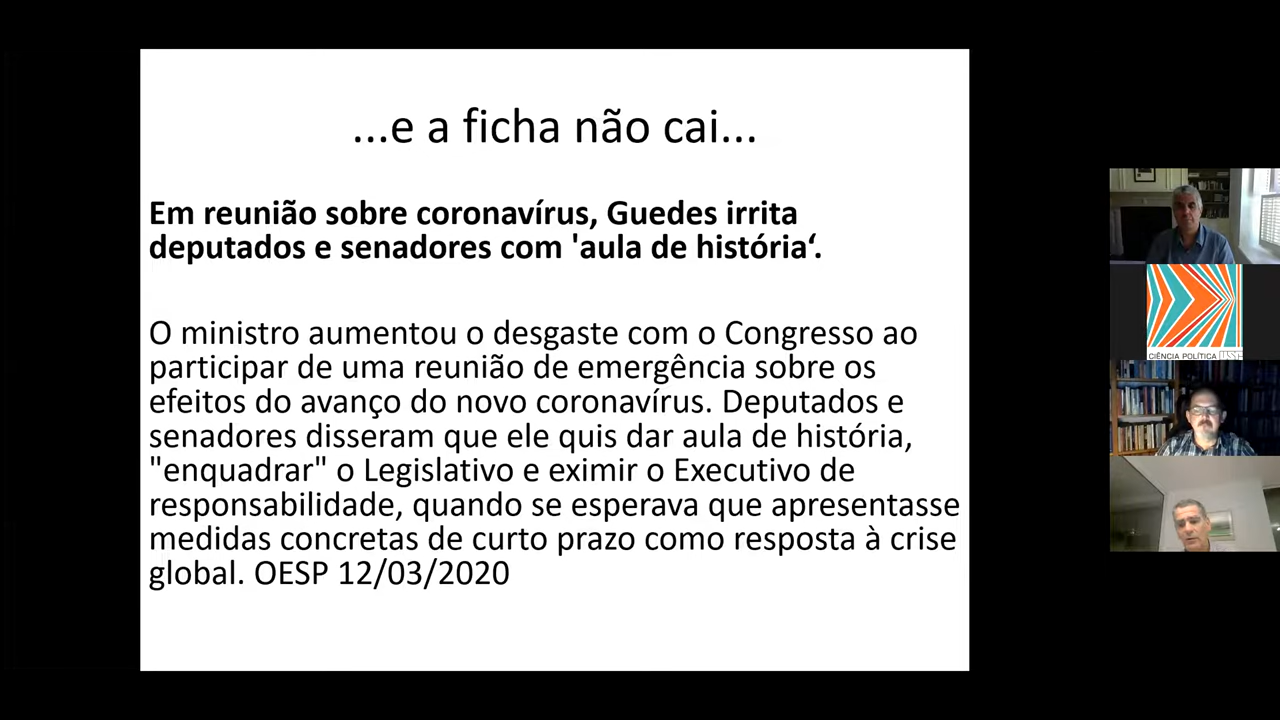 ...e a ficha não cai...
Em reunião sobre coronavírus, Guedes irrita
deputados e senadores com 'aula de história‘.
O ministro aumentou o desgaste com o Congresso ao
participar de uma reunião de emergência sobre os
efeitos do avanço do novo coronavírus. Deputados e
senadores disseram que ele quis dar aula de história,
"enquadrar" o Legislativo e eximir o Executivo de
responsabilidade, quando se esperava que apresentasse
medidas concretas de curto prazo como resposta à crise
global. OESP 12/03/2020
CIÊNCIA POLÍTICA USP